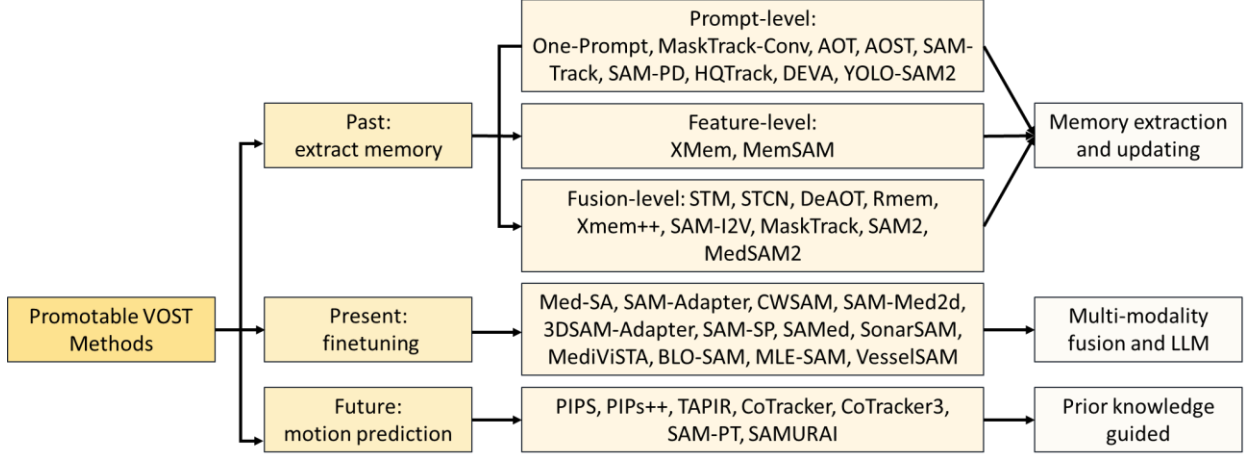 Prompt-level:
One-Prompt, MaskTrack-Conv, AOT, AOST, SAM-
Track, SAM-PD, HQTrack, DEVA, YOLO-SAM2
Past:
extract memory
Feature-level:
XMem, MemSAM
Memory extraction
and updating
Fusion-level: STM, STCN, DeAOT, Rmem,
Xmem++, SAM-I2V, MaskTrack, SAM2,
MedSAM2
Promotable VOST
Methods
Present:
finetuning
Med-SA, SAM-Adapter, CWSAM, SAM-Med2d,
3DSAM-Adapter, SAM-SP, SAMed, SonarSAM,
MediViSTA, BLO-SAM, MLE-SAM, VesselSAM
Multi-modality
fusion and LLM
Future:
motion prediction
PIPS, PIPs++, TAPIR, CoTracker, CoTracker3,
SAM-PT, SAMURAI
Prior knowledge
guided